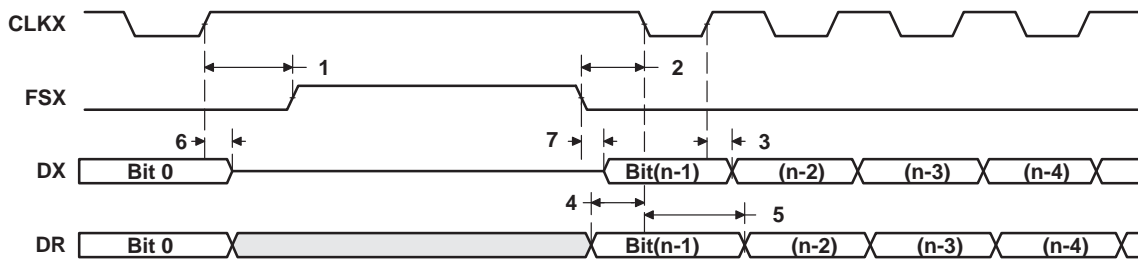 CLKX
1 2
FSX
6 7 3
DX Bit 0 Bit(n-1) (n-2) (n-3) (n-4)
4 5
DR Bit 0 Bit(n-1) (n-2) (n-3) (n-4)